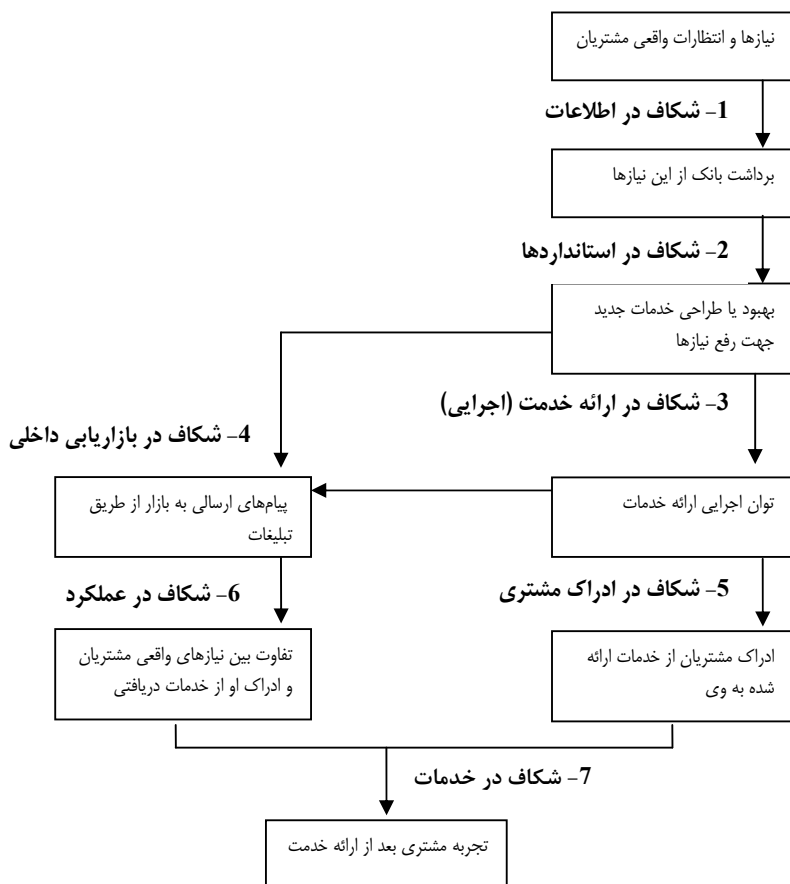 نیازها و انتظارات واقعی مشتریان
1- شکاف در اطلاعات
برداشت بانک از این نیازها
2- شکاف در استانداردها
بهبود یا طراحی خدمات جدید
جهت رفع نیازها
3- شکاف در ارائه خدمت (اجرایی)
4- شکاف در بازاریابی داخلی
توان اجرایی ارائه خدمات
پیام‌های ارسالی به بازار از طریق
تبلیغات
5- شکاف در ادراک مشتری
6- شکاف در عملکرد
ادراک مشتریان از خدمات ارائه
شده به وی
تفاوت بین نیازهای واقعی مشتریان
و ادراک او از خدمات دریافتی
7- شکاف در خدمات
تجربه مشتری بعد از ارائه خدمت